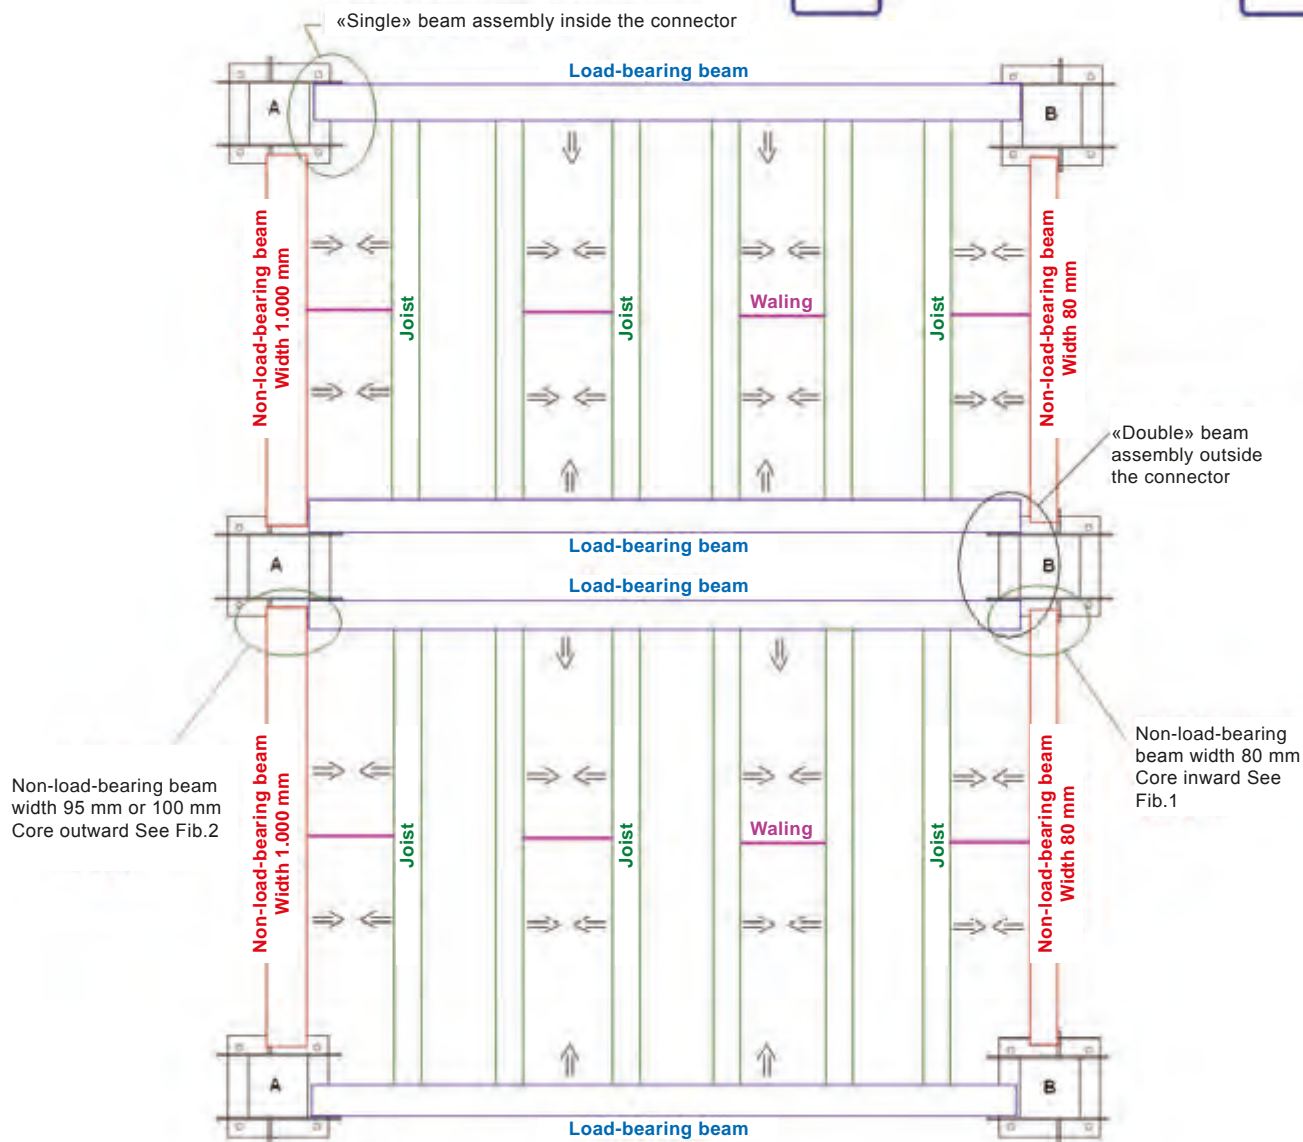 «Single» beam assembly inside the connector
Load-bearing beam
A
B
Non-load-bearing beam
Width 1.000 mm
Joist
Joist
Waling
Joist
Non-load-bearing beam
Width 80 mm
«Double» beam
assembly outside
the connector
Load-bearing beam
A
B
Load-bearing beam
Non-load-bearing beam
width 95 mm or 100 mm
Core outward See Fib.2
Non-load-bearing beam
Width 1.000 mm
Joist
Joist
Waling
Joist
Non-load-bearing beam
Width 80 mm
Non-load-bearing
beam width 80 mm
Core inward See
Fib.1
A
B
Load-bearing beam